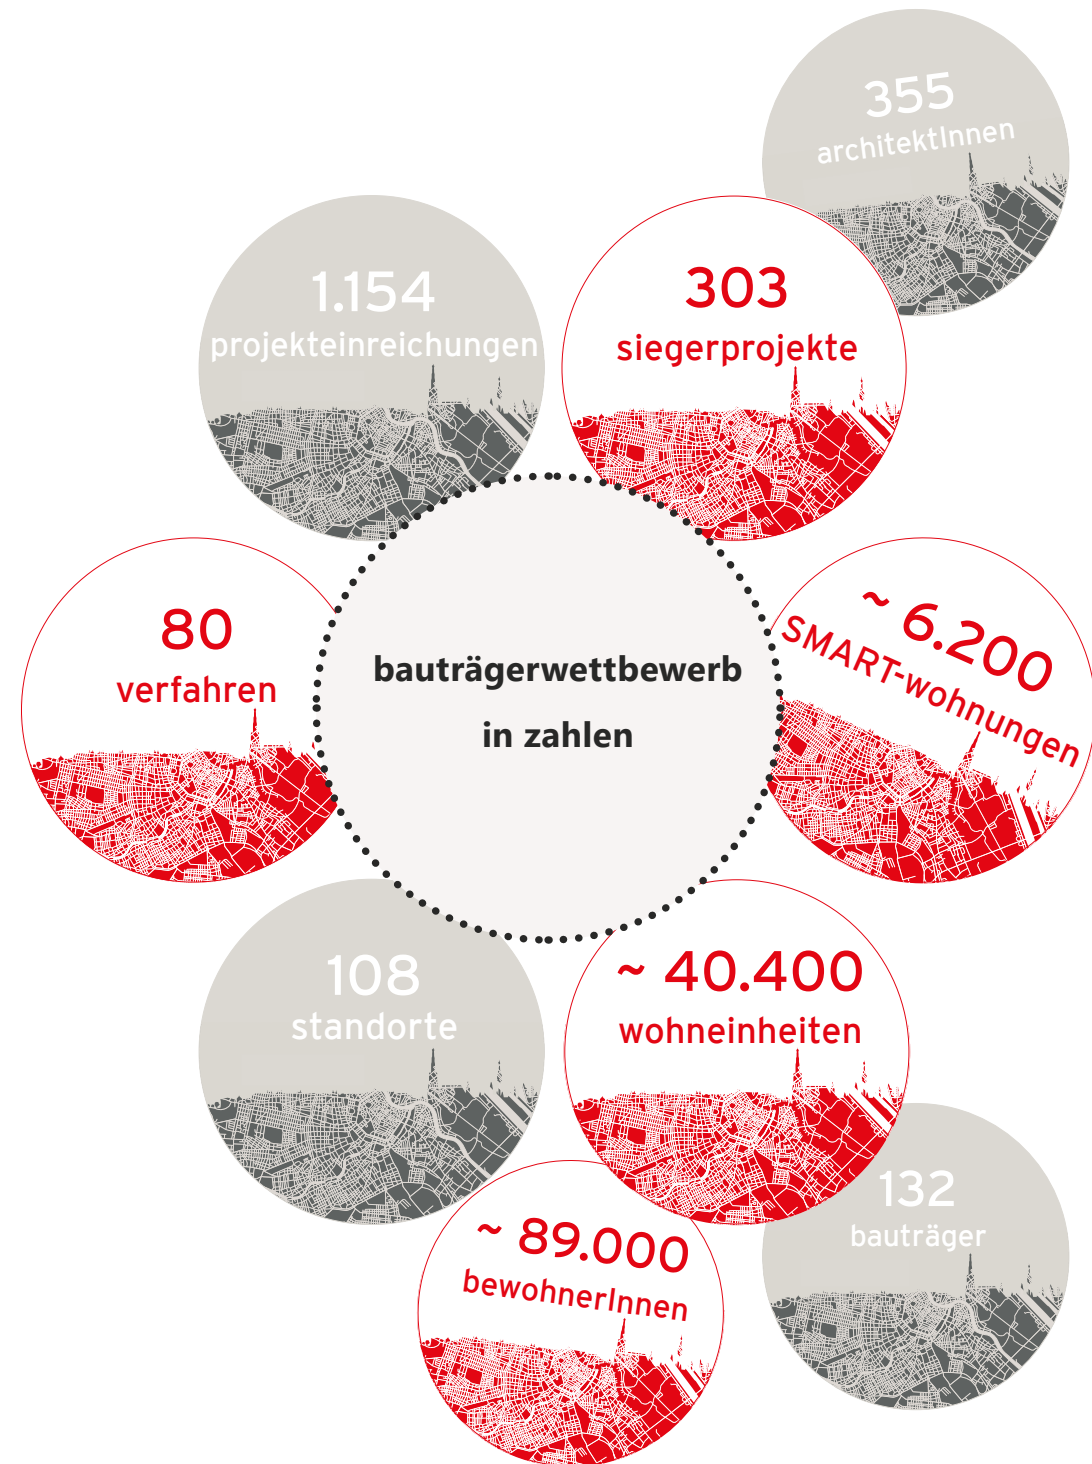 355
architektInnen
1.154
projekteinreichungen
303
siegerprojekte
80
verfahren
bauträgerwettbewerb
in zahlen
~ 6.200
SMART-wohnungen
108
standorte
~ 40.400
wohneinheiten
132
bauträger
~ 89.000
bewohnerInnen